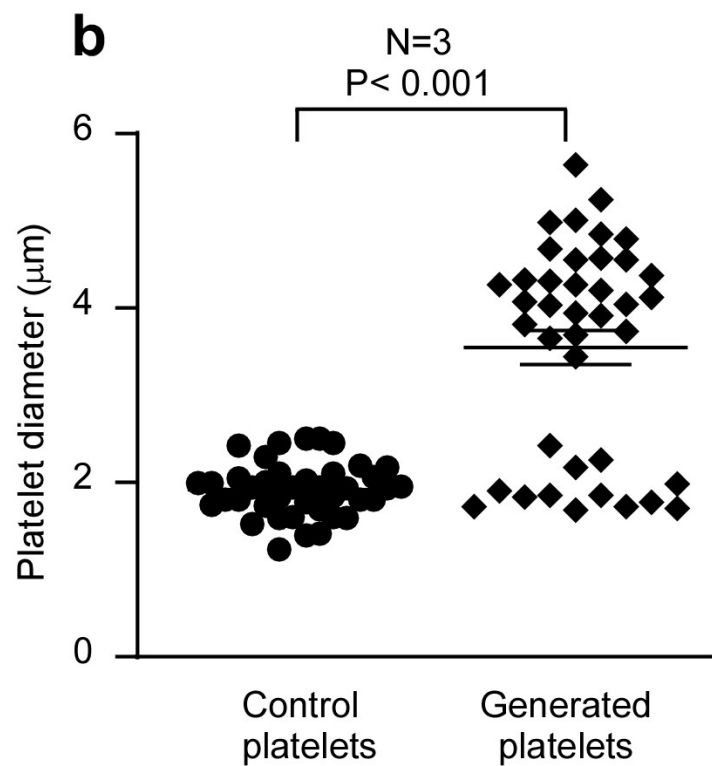 b
N=3
P< 0.001
6
4
2
0
Platelet diameter (μm)
Control
platelets
Generated
platelets